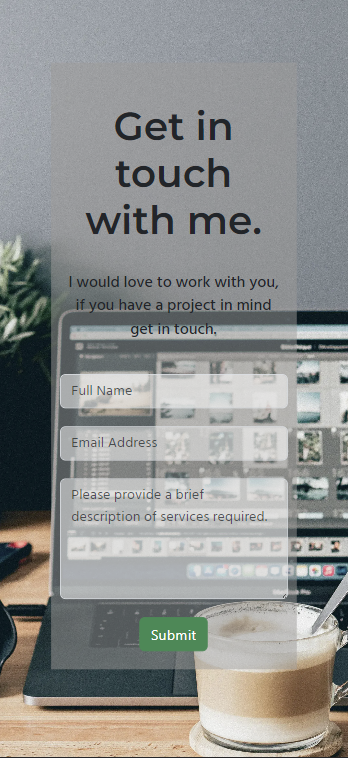 Get in
touch
with me.
I would love to work with you,
if you have a project in mind
get in touch.
Full Name
Email Address
Please provide a brief
description of services required.
Submit